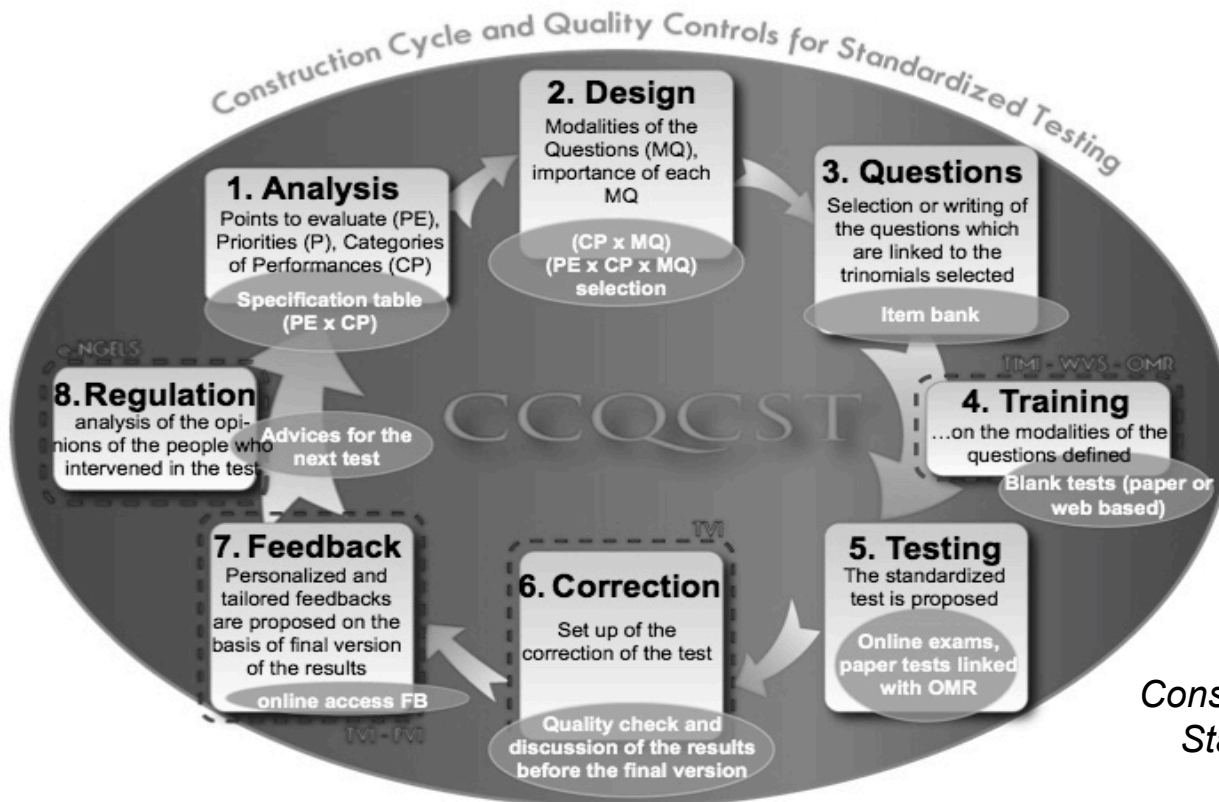 Construction Cycle and Quality Controls for Standardized Testing
1. Analysis
Points to evaluate (PE),
Priorities (P), Categories
of Performances (CP)
Specification table
(PE x CP)
2. Design
Modalities of the
Questions (MQ),
importance of each
MQ
(CP x MQ)
(PE x CP x MQ)
selection
3. Questions
Selection or writing of
the questions which
are linked to the
trinomials selected
Item bank
TIMI - WVS - OMR
4. Training
...on the modalities of the
questions defined
Blank tests (paper or
web based)
5. Testing
The standardized
test is proposed
Online exams,
paper tests linked
with OMR
TVI
6. Correction
Set up of the
correction of the test
Quality check and
discussion of the results
before the final version
7. Feedback
Personalized and
tailored feedbacks
are proposed on the
basis of final version
of the results
online access FB
e-NGELS
8. Regulation
analysis of the opi-
nions of the people who
intervened in the test
Advices for the
next test
CCQCST
Cons
Sta